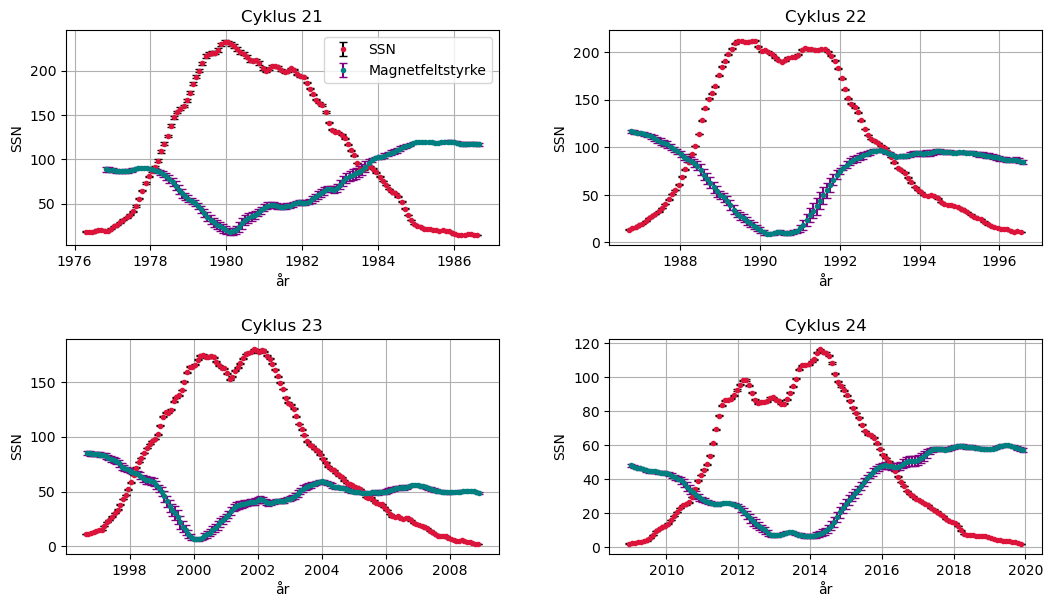 Cyklus 21
SSN
Magnetfeltstyrke
200
150
100
50
SSN
1976 1978 1980 1982 1984 1986
år
Cyklus 22
200
150
100
50
0
SSN
1988 1990 1992 1994 1996
år
Cyklus 23
150
100
50
0
SSN
1998 2000 2002 2004 2006 2008
år
Cyklus 24
120
100
80
60
40
20
0
SSN
2010 2012 2014 2016 2018 2020
år